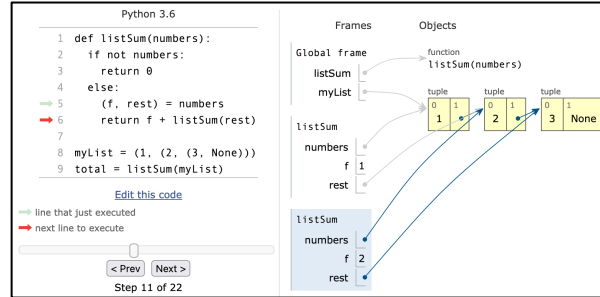 Python 3.6
1 def listSum(numbers):
2 if not numbers:
3 return 0
4 else:
5 (f, rest) = numbers
6 return f + listSum(rest)
7
8 myList = (1, (2, (3, None)))
9 total = listSum(myList)
Edit this code
line that just executed
next line to execute
< Prev Next >
Step 11 of 22
Frames Objects
Global frame
listSum
myList
function
listSum(numbers)
tuple
0 1
1
tuple
0 1
2
tuple
0 1
3 None
listSum
numbers
f 1
rest
listSum
numbers
f 2
rest